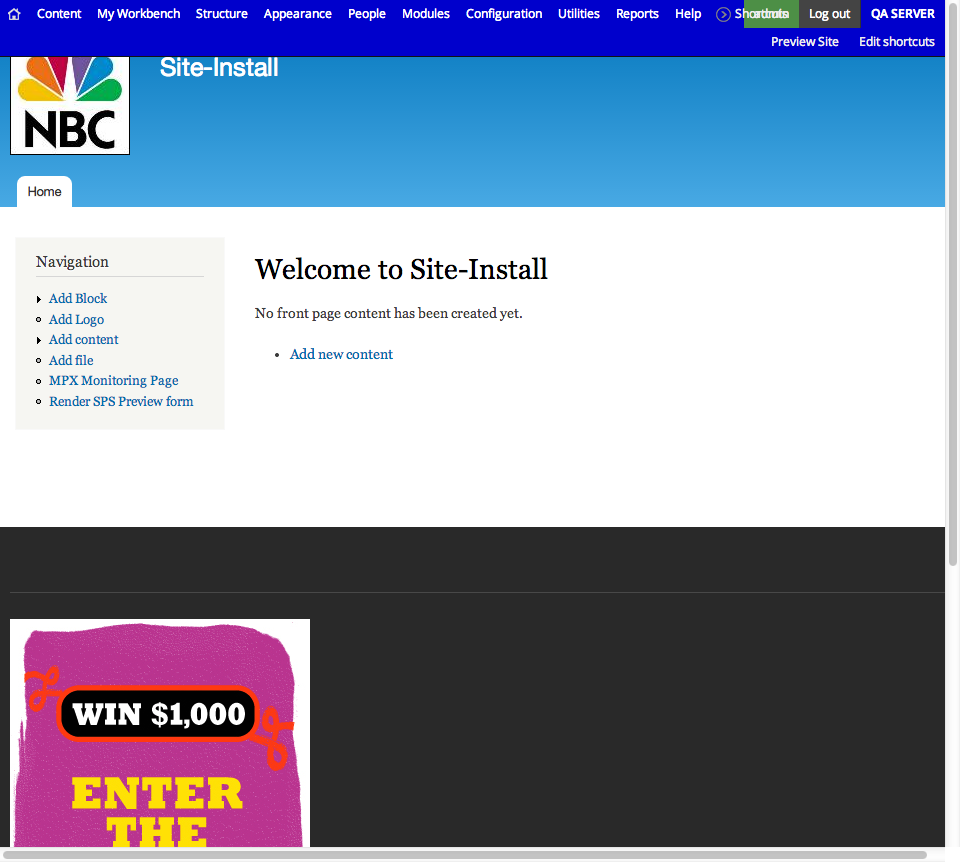 Content My Workbench Structure Appearance People Modules Configuration Utilities Reports Help Shortcuts Log out QA SERVER
Preview Site Edit shortcuts
NBC
Site-Install
Home
Navigation
Add Block
Add Logo
Add content
Add file
MPX Monitoring Page
Render SPS Preview form
Welcome to Site-Install
No front page content has been created yet.
Add new content
WIN $1,000
ENTER
THE